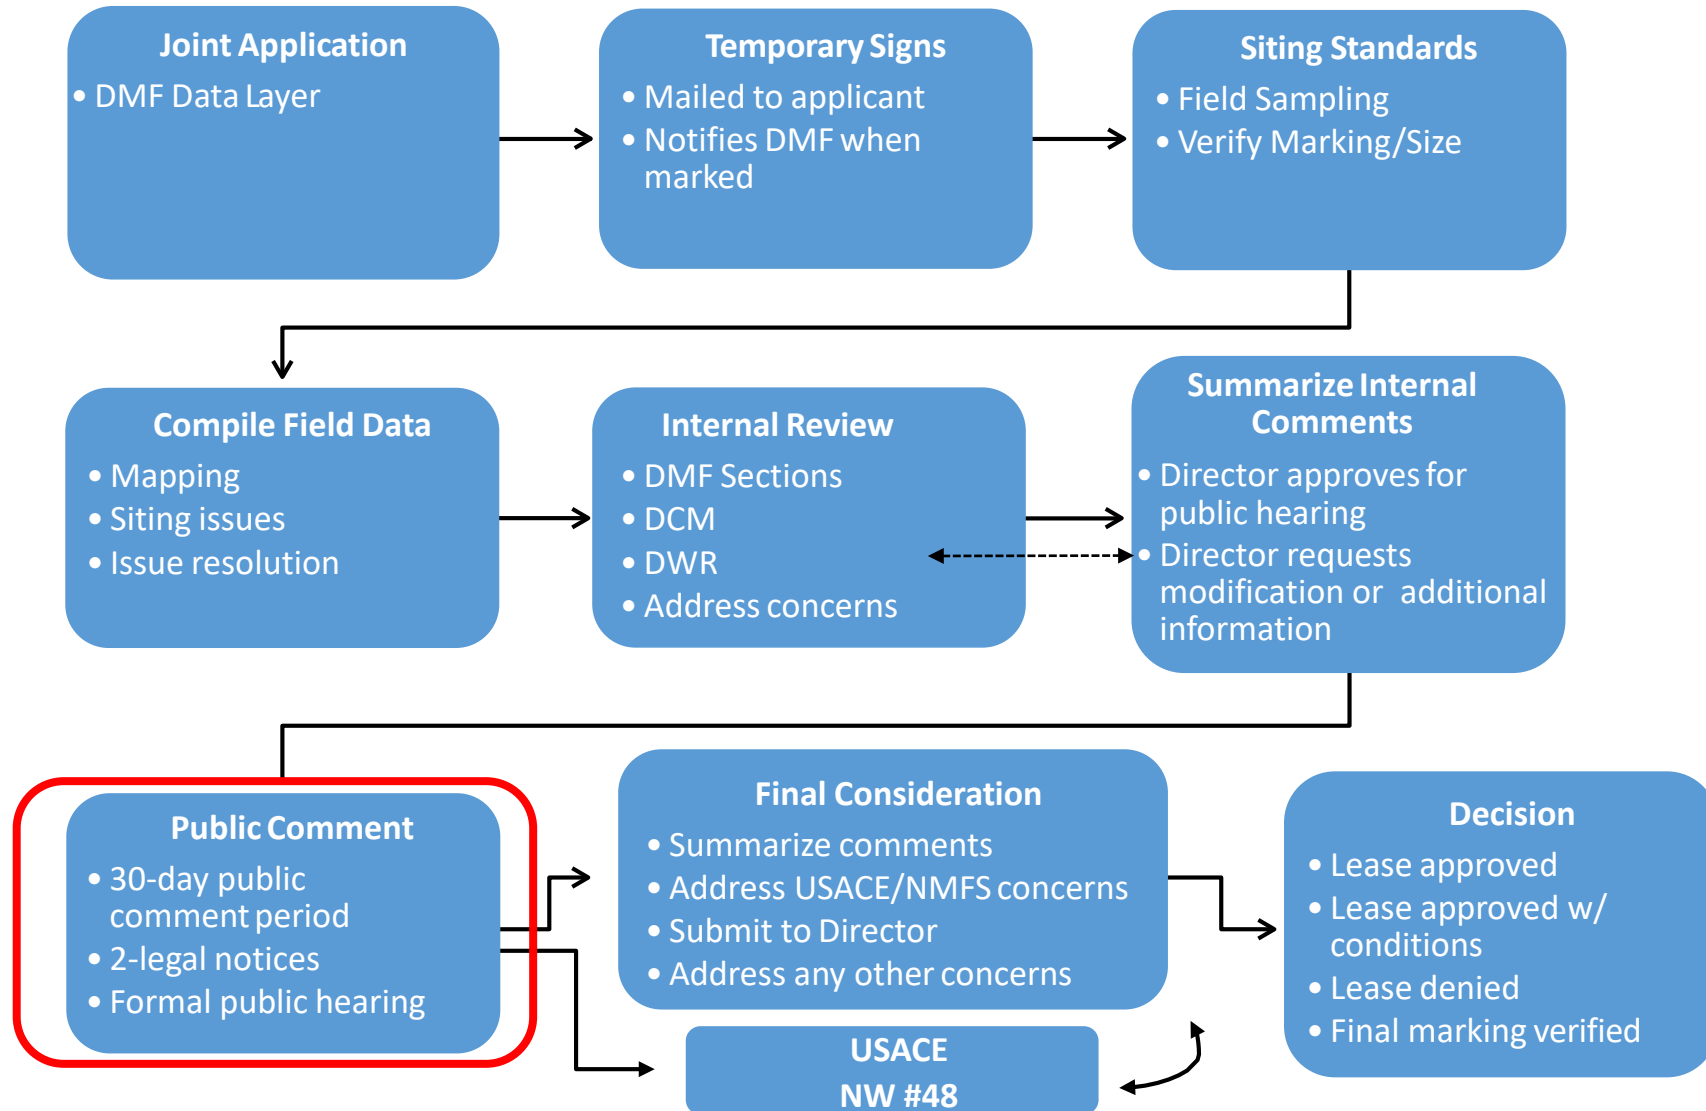 Joint Application
• DMF Data Layer
Temporary Signs
• Mailed to applicant
• Notifies DMF when
marked
Siting Standards
• Field Sampling
• Verify Marking/Size
Compile Field Data
• Mapping
• Siting issues
• Issue resolution
Internal Review
• DMF Sections
• DCM
• DWR
• Address concerns
Summarize Internal
Comments
• Director approves for
public hearing
• Director requests
modification or additional
information
Public Comment
• 30-day public
comment period
• 2-legal notices
• Formal public hearing
Final Consideration
• Summarize comments
• Address USACE/NMFS concerns
• Submit to Director
• Address any other concerns
USACE
NW #48
Decision
• Lease approved
• Lease approved w/
conditions
• Lease denied
• Final marking verified